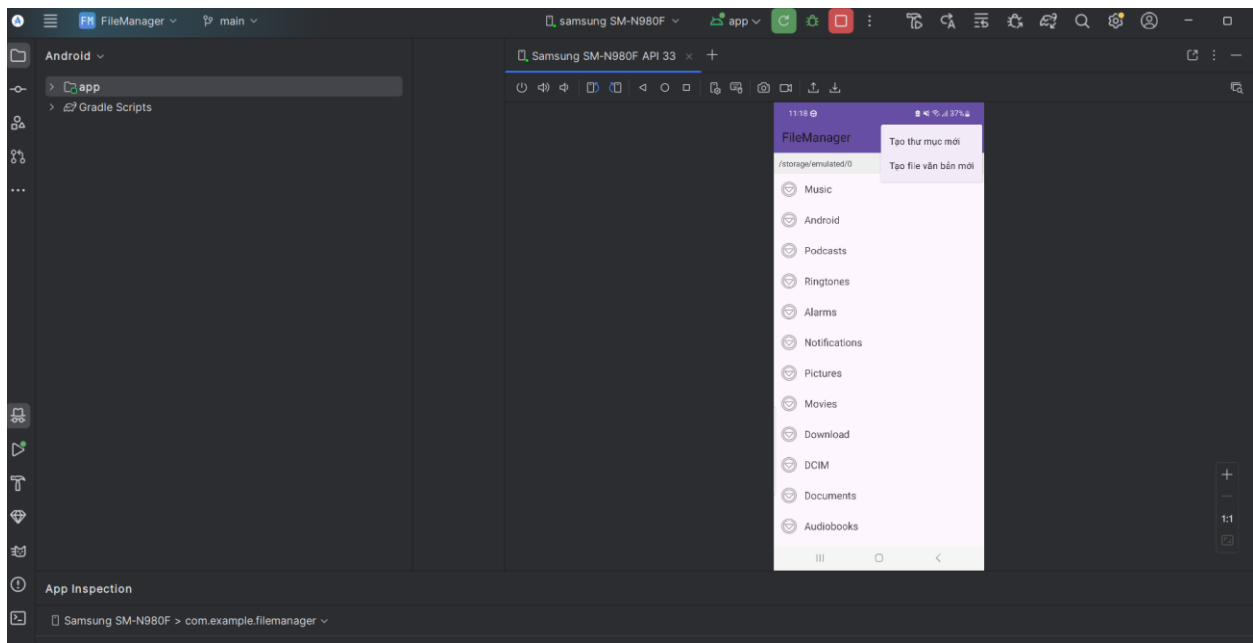 FM FileManager main samsung SM-N980F app
Android
Samsung SM-N980F API 33
app
Gradle Scripts
11:18 37%
FileManager
Tạo thư mục mới
/storage/emulated/0
Tạo file văn bản mới
Music
Android
Podcasts
Ringtones
Alarms
Notifications
Pictures
Movies
Download
DCIM
Documents
Audiobooks
1:1
App Inspection
Samsung SM-N980F > com.example.filemanager